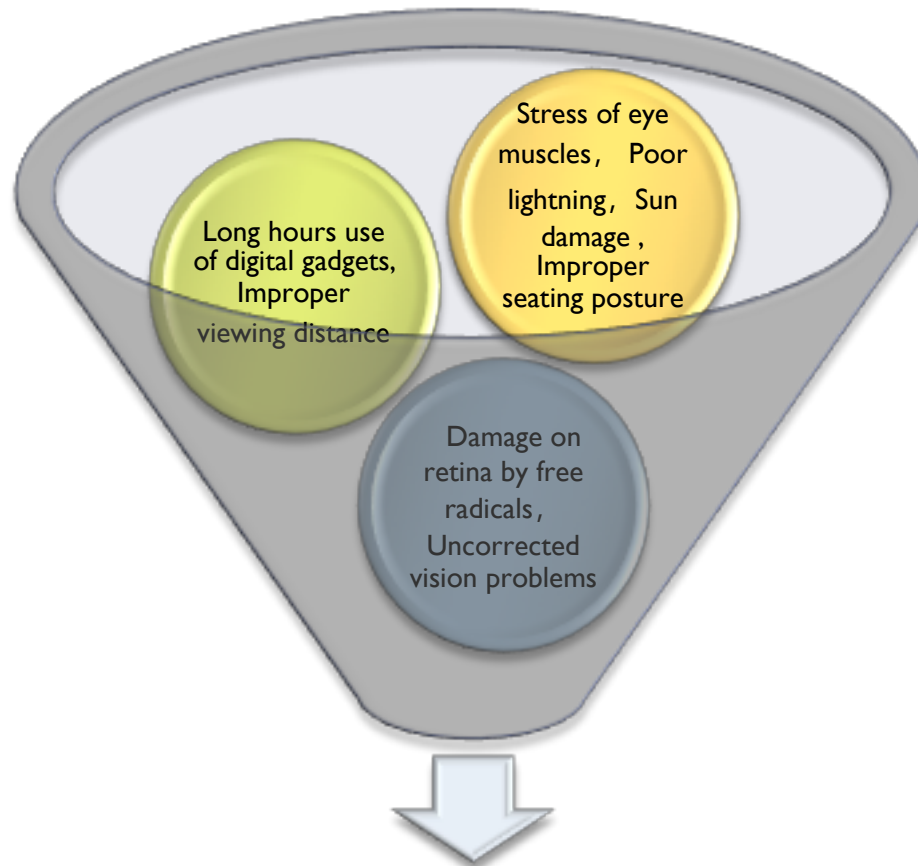 Long hours use
of digital gadgets,
Improper
viewing distance
Stress of eye
muscles, Poor
lightning, Sun
damage ,
Improper
seating posture
Damage on
retina by free
radicals,
Uncorrected
vision problems